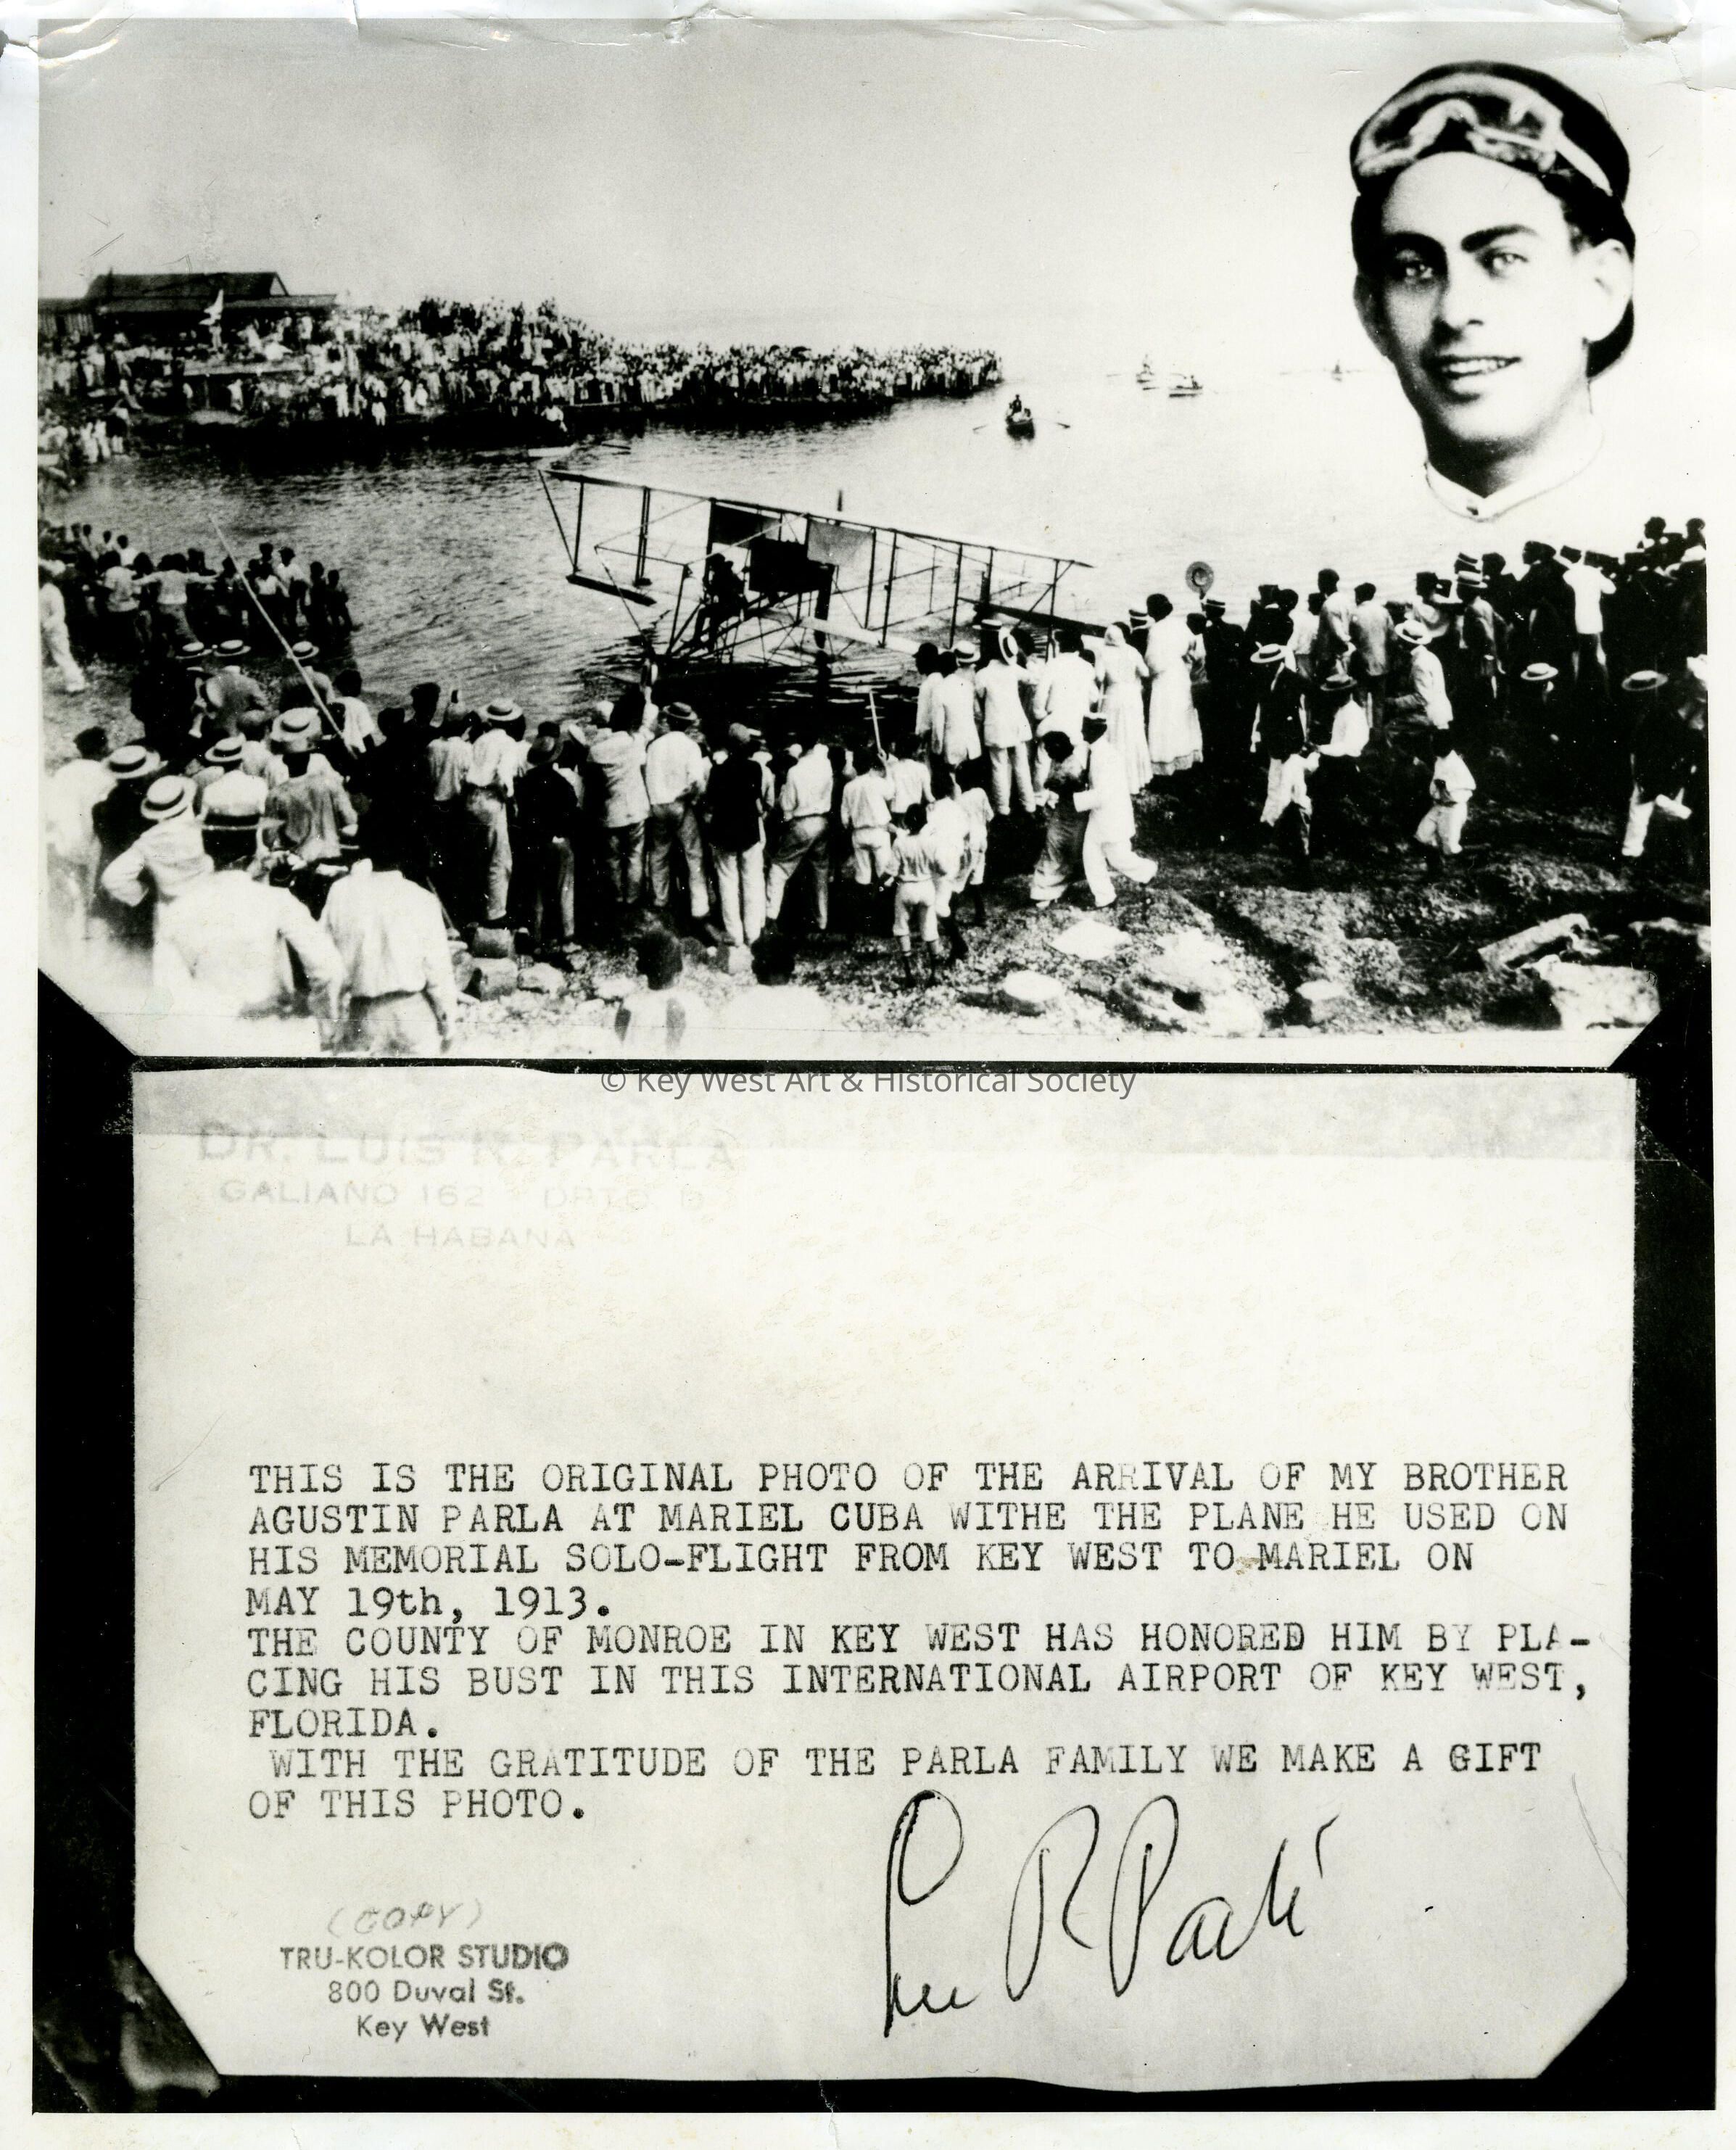 © Key West Art & Historical Society
DR. LUIS R. PARLA
GALIANO 162 DPTO. B
LA HABANA
THIS IS THE ORIGINAL PHOTO OF THE ARRIVAL OF MY BROTHER
AGUSTIN PARLA AT MARIEL CUBA WITHE THE PLANE HE USED ON
HIS MEMORIAL SOLO-FLIGHT FROM KEY WEST TO MARIEL ON
MAY 19th, 1913.
THE COUNTY OF MONROE IN KEY WEST HAS HONORED HIM BY PLA-
CING HIS BUST IN THIS INTERNATIONAL AIRPORT OF KEY WEST,
FLORIDA.
WITH THE GRATITUDE OF THE PARLA FAMILY WE MAKE A GIFT
OF THIS PHOTO.
(COPY)
TRU-KOLOR STUDIO
800 Duval St.
Key West